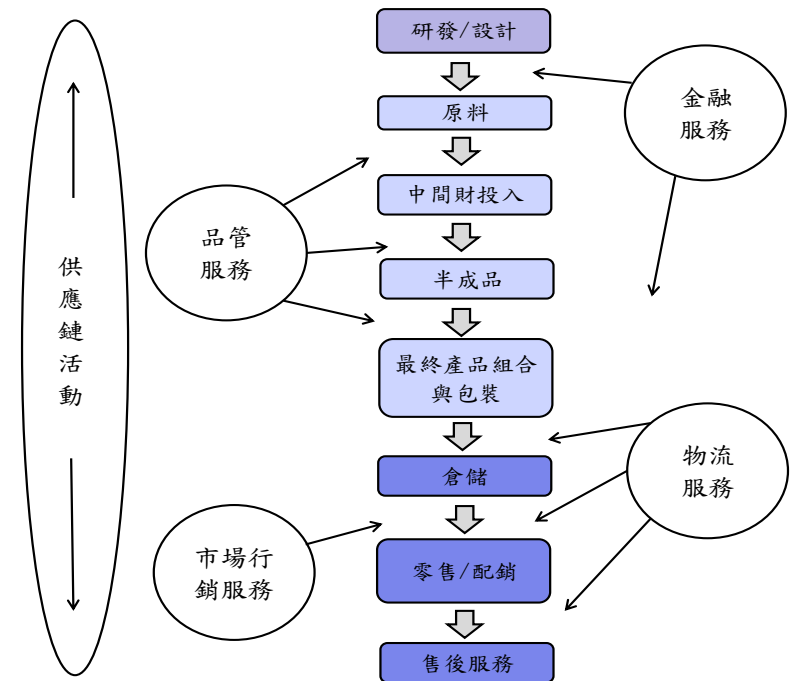 研發/設計
金融
服務
原料
中間財投入
品管
服務
供應鏈活動
半成品
最終產品組合
與包裝
物流
服務
倉儲
市場行
銷服務
零售/配銷
售後服務